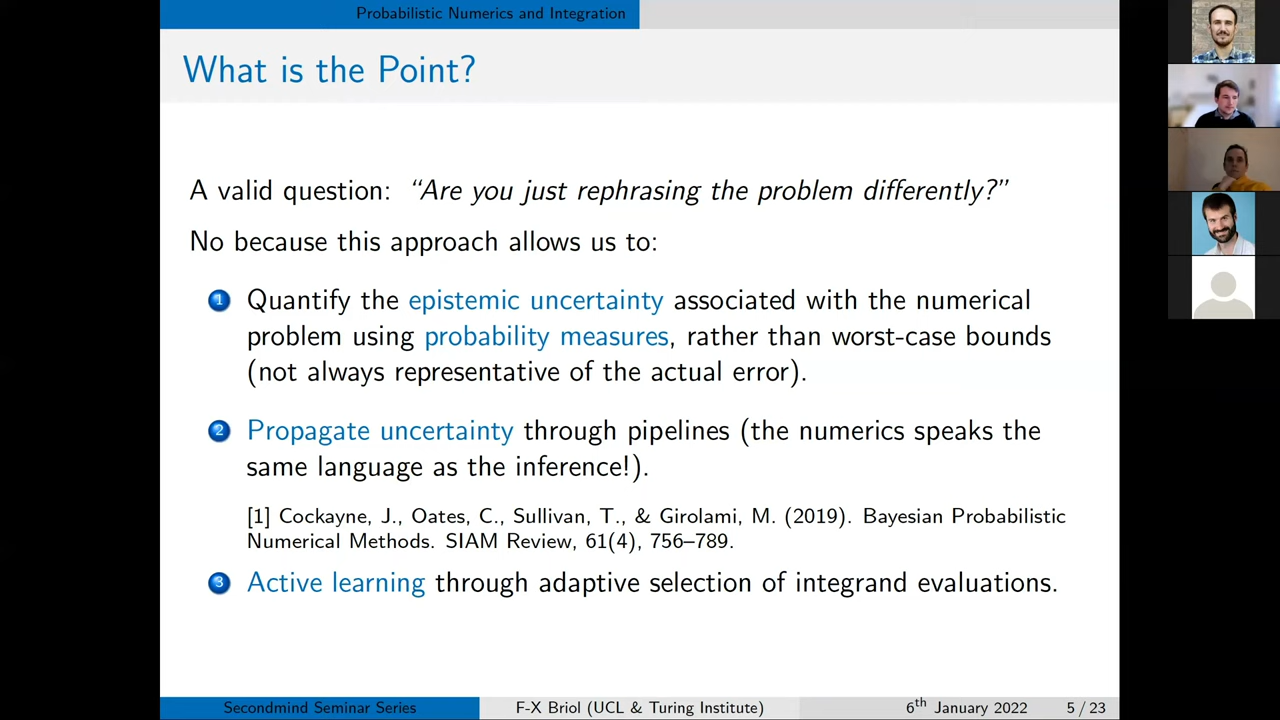 Probabilistic Numerics and Integration
What is the Point?
A valid question: “Are you just rephrasing the problem differently?”
No because this approach allows us to:
1 Quantify the epistemic uncertainty associated with the numerical
problem using probability measures, rather than worst-case bounds
(not always representative of the actual error).
2 Propagate uncertainty through pipelines (the numerics speaks the
same language as the inference!).
[1] Cockayne, J., Oates, C., Sullivan, T., & Girolami, M. (2019). Bayesian Probabilistic
Numerical Methods. SIAM Review, 61(4), 756–789.
3 Active learning through adaptive selection of integrand evaluations.
Secondmind Seminar Series F-X Briol (UCL & Turing Institute) 6th January 2022 5 / 23